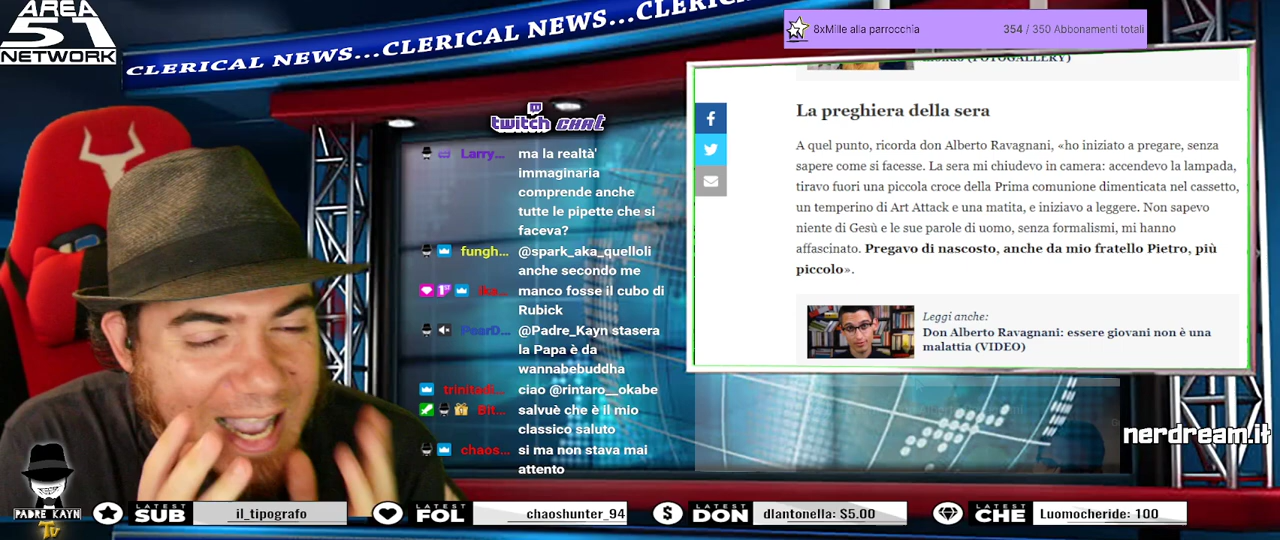 AREA
51
NETWORK
CLERICAL NEWS...CLERICAL NEWS...CLERIC
8xMille alla parrocchia
354 / 350 Abbonamenti totali
twitch CHAT
Larry...
ma la realtà'
immaginaria
comprende anche
tutte le pipette che si
faceva?
fungh...
@spark_aka_quelloli
anche secondo me
ika...
manco fosse il cubo di
Rubick
PearD...
@Padre_Kayn stasera
la Papa è da
wannabebuddha
trinitadi...
ciao @rintaro__okabe
Bit...
salvuè che è il mio
classico saluto
chaos...
si ma non stava mai
attento
La preghiera della sera
A quel punto, ricorda don Alberto Ravagnani, «ho iniziato a pregare, senza
sapere come si facesse. La sera mi chiudevo in camera: accendevo la lampada,
tiravo fuori una piccola croce della Prima comunione dimenticata nel cassetto,
un temperino di Art Attack e una matita, e iniziavo a leggere. Non sapevo
niente di Gesù e le sue parole di uomo, senza formalismi, mi hanno
affascinato. Pregavo di nascosto, anche da mio fratello Pietro, più
piccolo».
Leggi anche:
Don Alberto Ravagnani: essere giovani non è una
malattia (VIDEO)
nerdream.it
PADRE KAYN
Tv
LATEST
SUB
il_tipografo
LATEST
FOL
chaoshunter_94
LATEST
DON
dlantonella: $5.00
LATEST
CHE
Luomocheride: 100